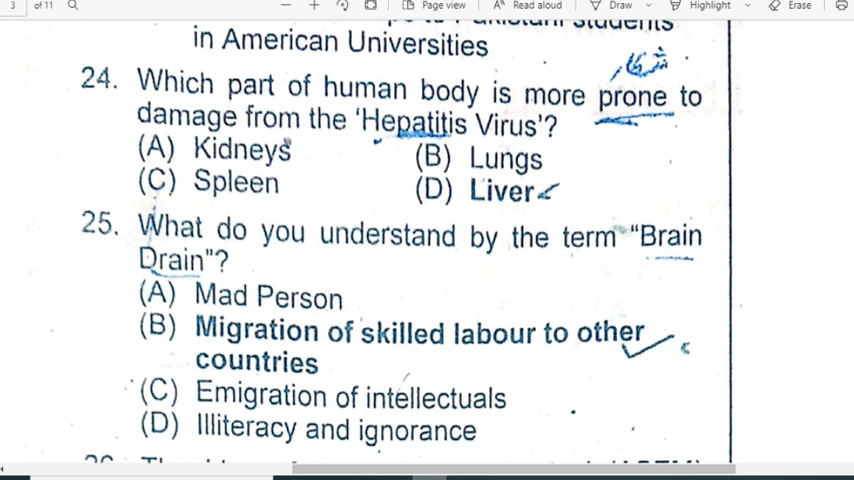 3 of 11 Page view Read aloud Draw Highlight Erase
students
in American Universities
شکار
24. Which part of human body is more prone to
damage from the 'Hepatitis Virus'?
(A) Kidneys (B) Lungs
(C) Spleen (D) Liver
25. What do you understand by the term "Brain
Drain"?
(A) Mad Person
(B) Migration of skilled labour to other
countries
(C) Emigration of intellectuals
(D) Illiteracy and ignorance